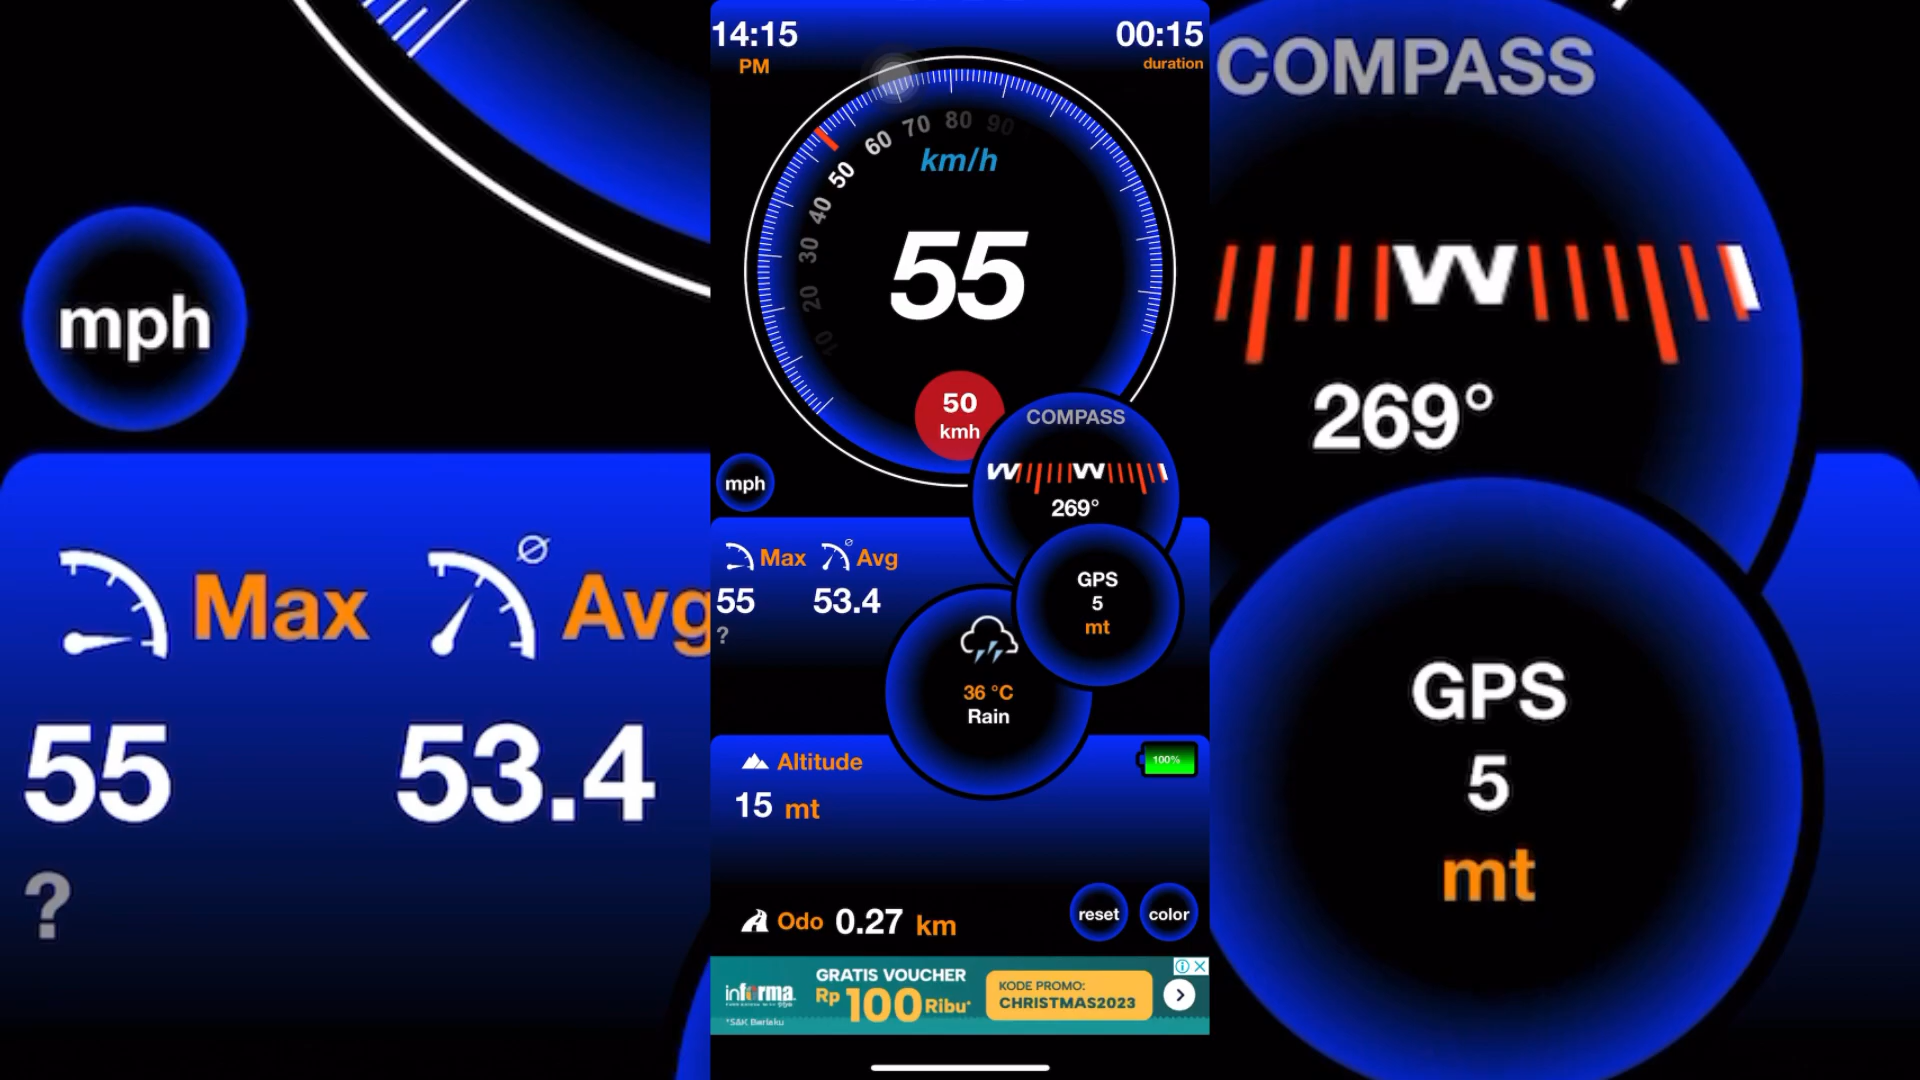 mph
Max Avg
55 53.4
?
14:15
PM
00:15
duration
10 20 30 40 50 60 70 80 90
km/h
55
50
kmh
mph
COMPASS
W W
269°
Max Avg
55 53.4
?
GPS
5
mt
36 °C
Rain
Altitude
100%
15 mt
Odo 0.27 km
reset
color
informa
*S&K Berlaku
GRATIS VOUCHER
Rp 100 Ribu*
KODE PROMO:
CHRISTMAS2023
COMPASS
W
269°
GPS
5
mt